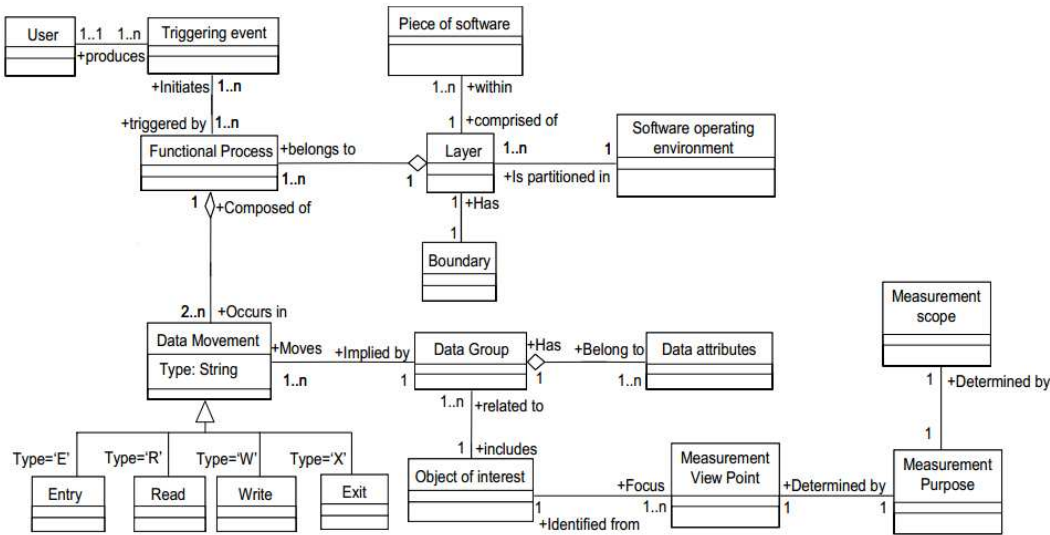 User
1..1
1..n
+produces
Triggering event
+Initiates
1..n
+triggered by
1..n
Functional Process
+belongs to
1..n
1
Layer
Piece of software
1..n
+within
1
+comprised of
1..n
1
+Is partitioned in
Software operating
environment
+Has
1
1
Boundary
1
+Composed of
2..n
+Occurs in
Data Movement
Type: String
+Moves
1..n
+Implied by
1
Data Group
+Has
1
+Belong to
1..n
Data attributes
1..n
+related to
1
+includes
Object of interest
1
+Identified from
+Focus
1..n
Measurement
View Point
+Determined by
1
1
Measurement
Purpose
1
+Determined by
1
Measurement
scope
Type=‘E’
Type=‘R’
Type=‘W’
Type=‘X’
Entry
Read
Write
Exit